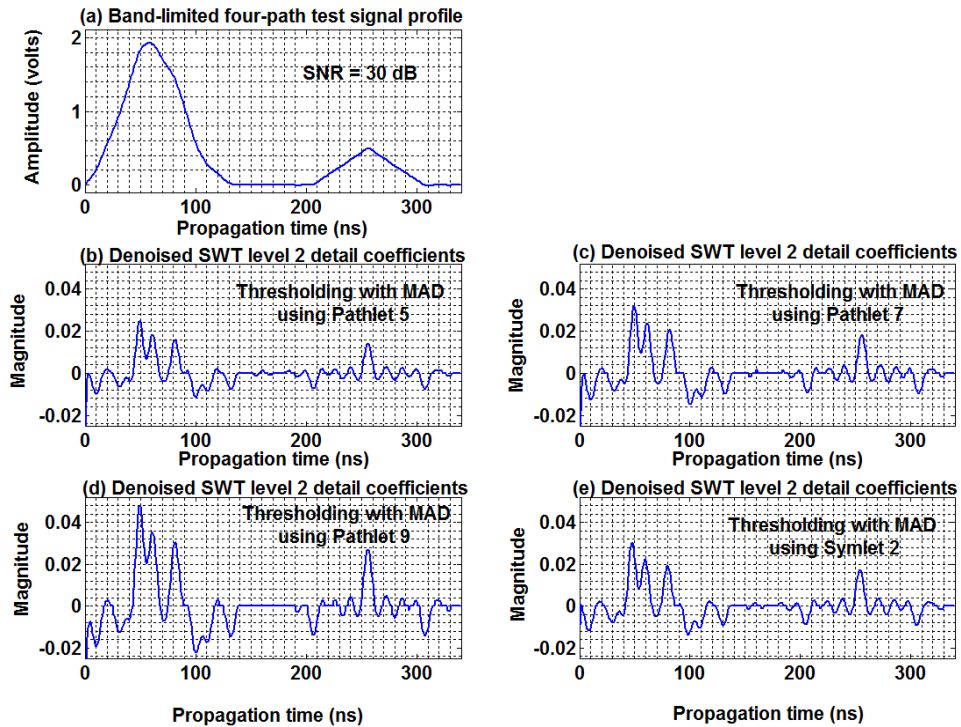 (a) Band-limited four-path test signal profile
Amplitude (volts)
2
1
0
SNR = 30 dB
0
100
200
300
Propagation time (ns)
(b) Denoised SWT level 2 detail coefficients
Magnitude
0.04
0.02
0
-0.02
Thresholding with MAD
using Pathlet 5
0
100
200
300
Propagation time (ns)
(c) Denoised SWT level 2 detail coefficients
Magnitude
0.04
0.02
0
-0.02
Thresholding with MAD
using Pathlet 7
0
100
200
300
Propagation time (ns)
(d) Denoised SWT level 2 detail coefficients
Magnitude
0.04
0.02
0
-0.02
Thresholding with MAD
using Pathlet 9
0
100
200
300
Propagation time (ns)
(e) Denoised SWT level 2 detail coefficients
Magnitude
0.04
0.02
0
-0.02
Thresholding with MAD
using Symlet 2
0
100
200
300
Propagation time (ns)